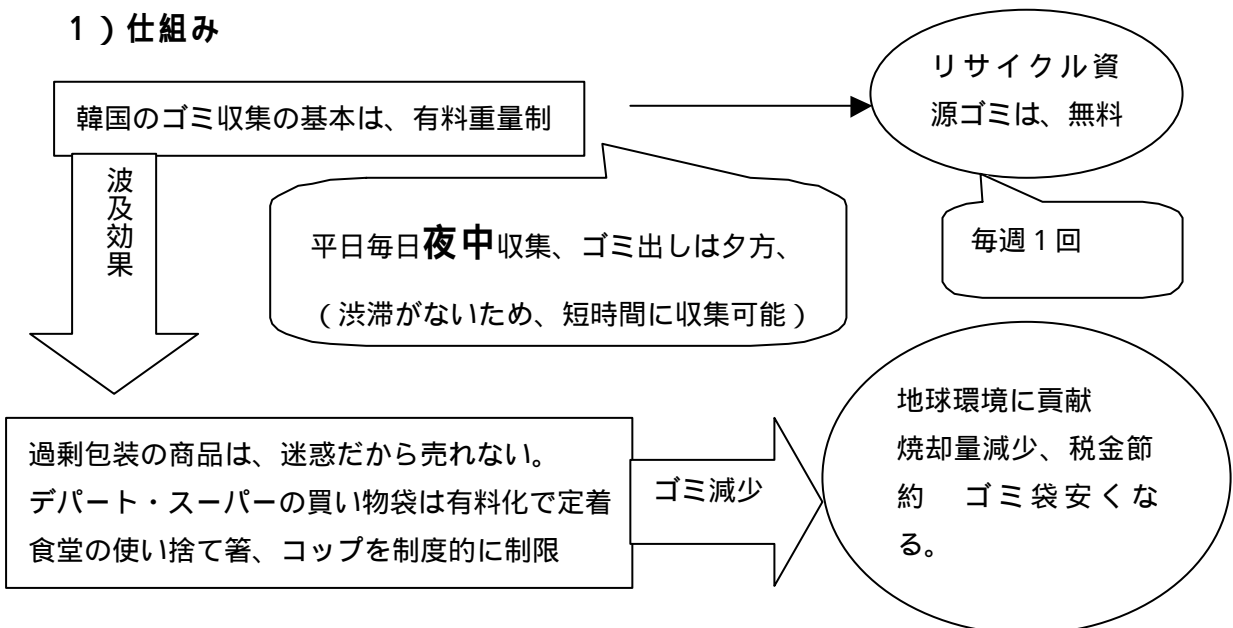 1）仕組み
韓国のゴミ収集の基本は、有料重量制
リサイクル資
源ゴミは、無料
波及効果
平日毎日夜中収集、ゴミ出しは夕方、
（渋滞がないため、短時間に収集可能）
毎週1回
過剰包装の商品は、迷惑だから売れない。
デパート・スーパーの買い物袋は有料化で定着
食堂の使い捨て箸、コップを制度的に制限
ゴミ減少
地球環境に貢献
焼却量減少、税金節
約　ゴミ袋安くな
る。